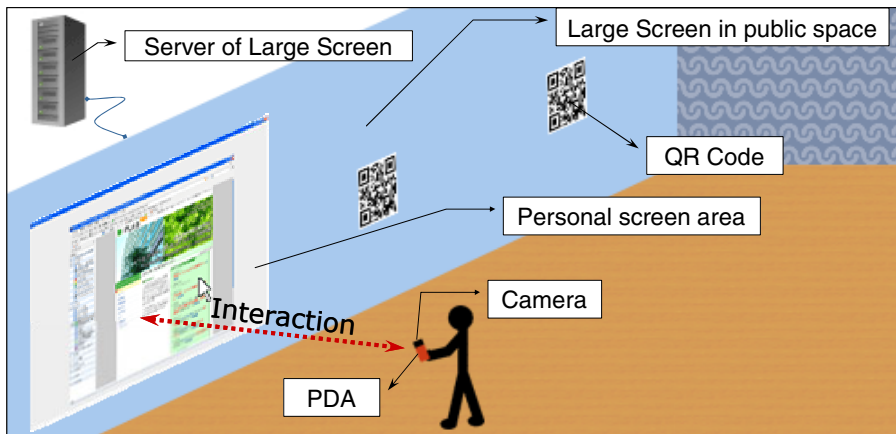 Server of Large Screen
Large Screen in public space
QR Code
Personal screen area
Camera
Interaction
PDA